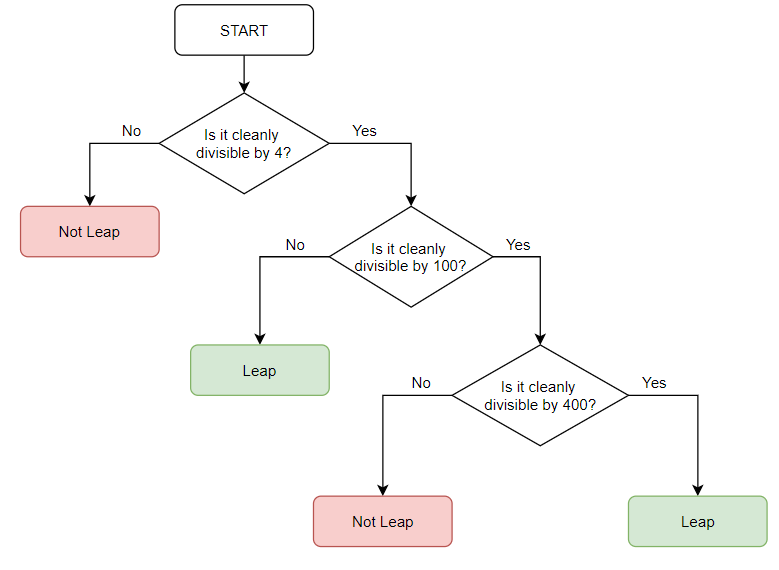 START
No
Is it cleanly
divisible by 4?
Yes
Not Leap
No
Is it cleanly
divisible by 100?
Yes
Leap
No
Is it cleanly
divisible by 400?
Yes
Not Leap
Leap